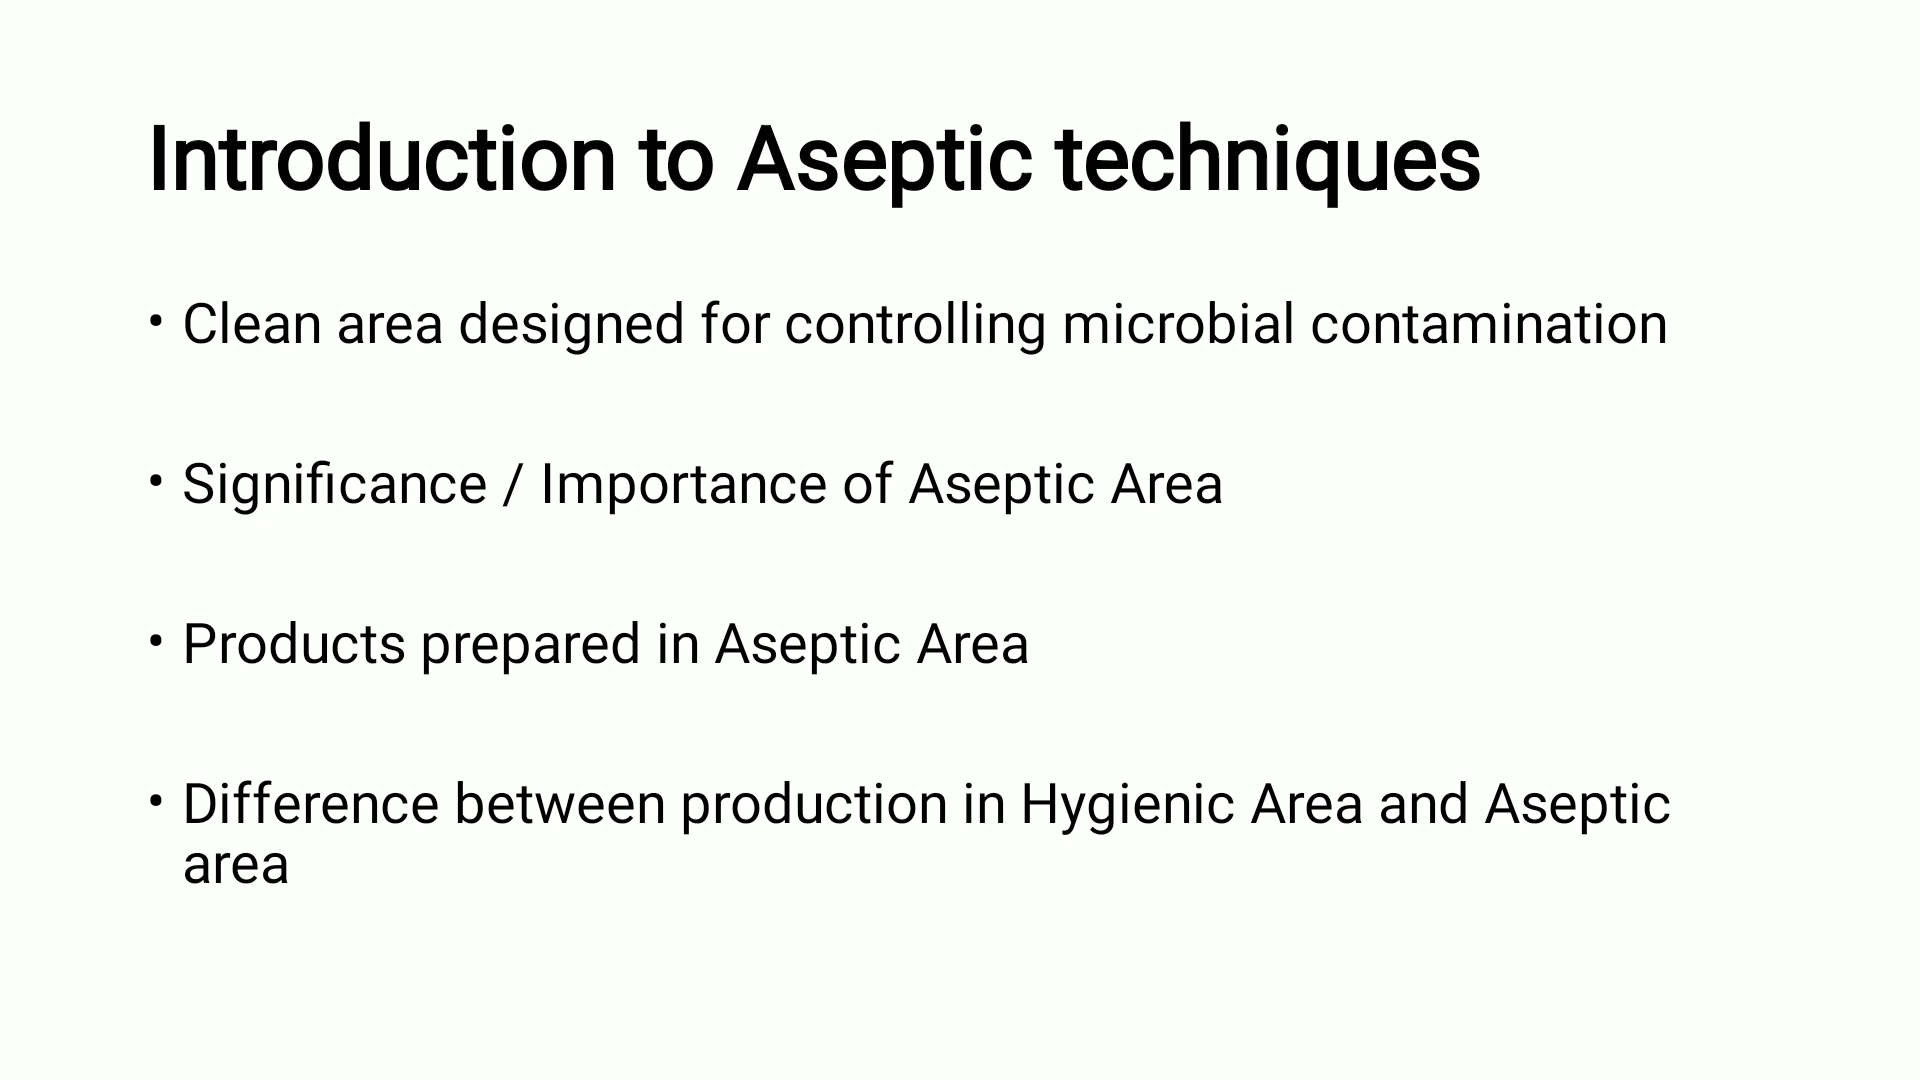 Introduction to Aseptic techniques
• Clean area designed for controlling microbial contamination
• Significance / Importance of Aseptic Area
• Products prepared in Aseptic Area
• Difference between production in Hygienic Area and Aseptic
area